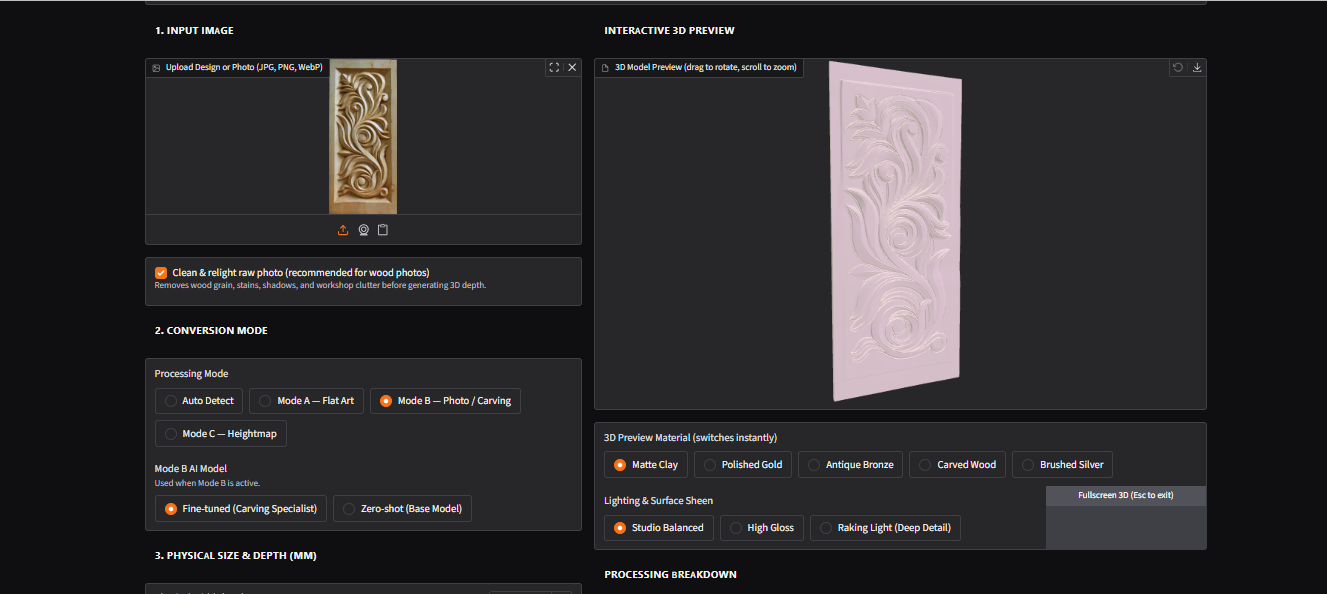 1. INPUT IMAGE
Upload Design or Photo (JPG, PNG, WebP)
Clean & relight raw photo (recommended for wood photos)
Removes wood grain, stains, shadows, and workshop clutter before generating 3D depth.
2. CONVERSION MODE
Processing Mode
Auto Detect
Mode A — Flat Art
Mode B — Photo / Carving
Mode C — Heightmap
Mode B AI Model
Used when Mode B is active.
Fine-tuned (Carving Specialist)
Zero-shot (Base Model)
3. PHYSICAL SIZE & DEPTH (MM)
INTERACTIVE 3D PREVIEW
3D Model Preview (drag to rotate, scroll to zoom)
3D Preview Material (switches instantly)
Matte Clay
Polished Gold
Antique Bronze
Carved Wood
Brushed Silver
Lighting & Surface Sheen
Studio Balanced
High Gloss
Raking Light (Deep Detail)
Fullscreen 3D (Esc to exit)
PROCESSING BREAKDOWN